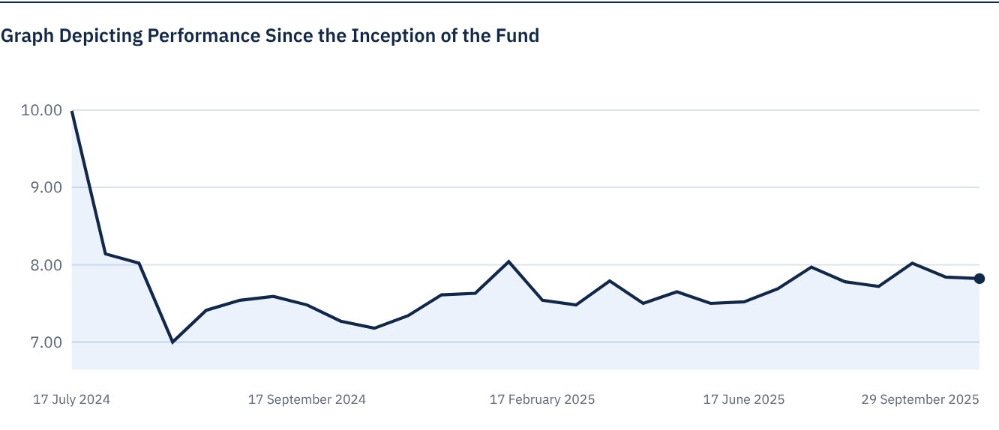 Graph Depicting Performance Since the Inception of the Fund
10.00
9.00
8.00
7.00
17 July 2024 17 September 2024 17 February 2025 17 June 2025 29 September 2025